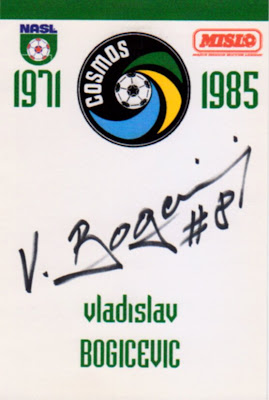 NASL
MISL
1971
1985
COSMOS
V. Bogicevic
#8
vladislav
BOGICEVIC